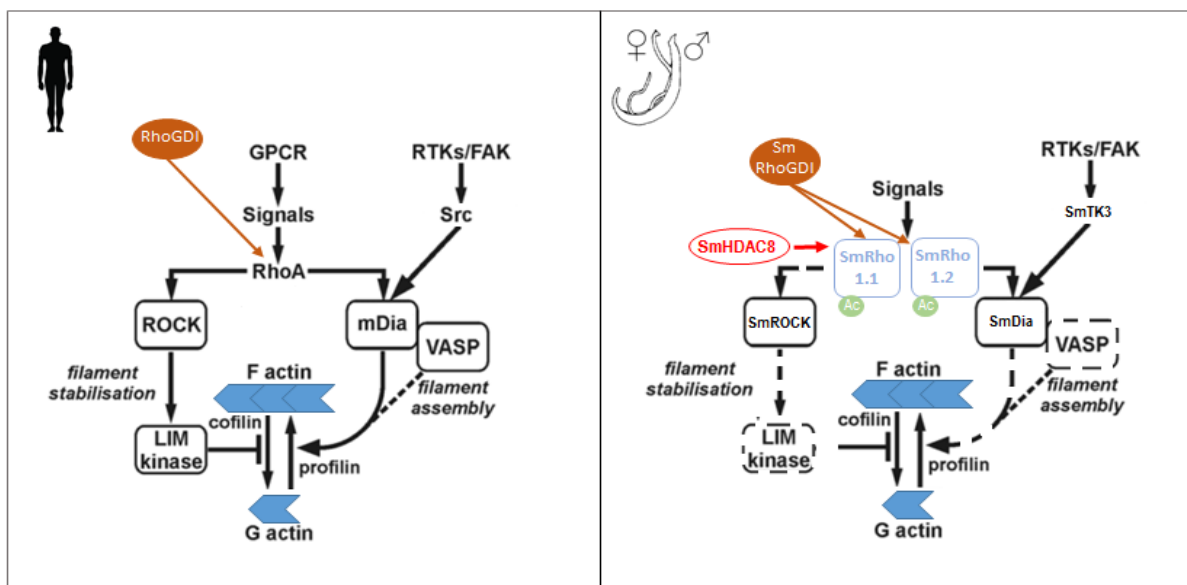 RhoGDI
GPCR
RTKs/FAK
Signals
Src
RhoA
ROCK
mDia
VASP
filament
stabilisation
F actin
filament
assembly
cofilin
LIM
kinase
profilin
G actin
♀ ♂
Sm
RhoGDI
RTKs/FAK
Signals
SmTK3
SmHDAC8
SmRho
1.1
SmRho
1.2
Ac
Ac
SmROCK
SmDia
VASP
filament
stabilisation
F actin
filament
assembly
cofilin
LIM
kinase
profilin
G actin